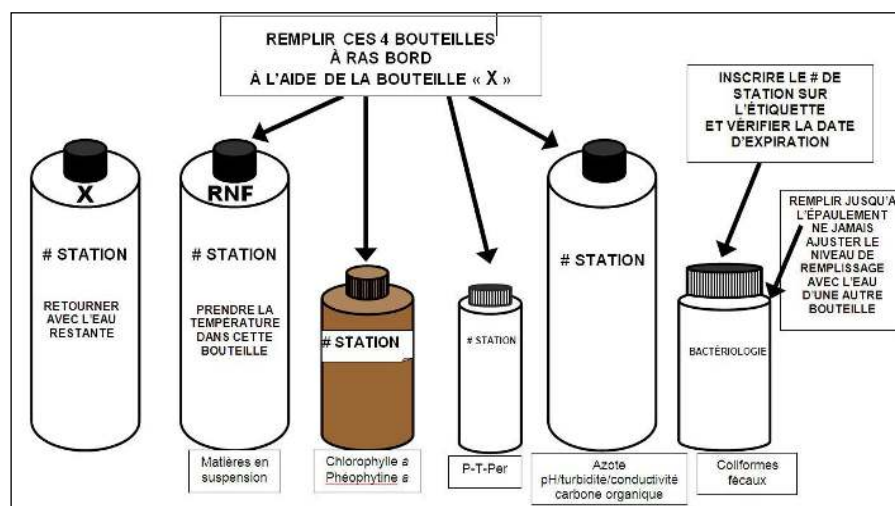 REMPLIR CES 4 BOUTEILLES
À RAS BORD
À L'AIDE DE LA BOUTEILLE « X »
INSCRIRE LE # DE
STATION SUR
L'ÉTIQUETTE
ET VÉRIFIER LA DATE
D'EXPIRATION
X
# STATION
RETOURNER
AVEC L'EAU
RESTANTE
RNF
# STATION
PRENDRE LA
TEMPÉRATURE
DANS CETTE
BOUTEILLE
# STATION
# STATION
# STATION
BACTÉRIOLOGIE
REMPLIR JUSQU'A
L'ÉPAULEMENT
NE JAMAIS
AJUSTER LE
NIVEAU DE
REMPLISSAGE
AVEC L'EAU
D'UNE AUTRE
BOUTEILLE
Matières en
suspension
Chlorophylle a
Phéophytine a
P-T-Per
Azote
pH/turbidité/conductivité
carbone organique
Coliformes
fécaux